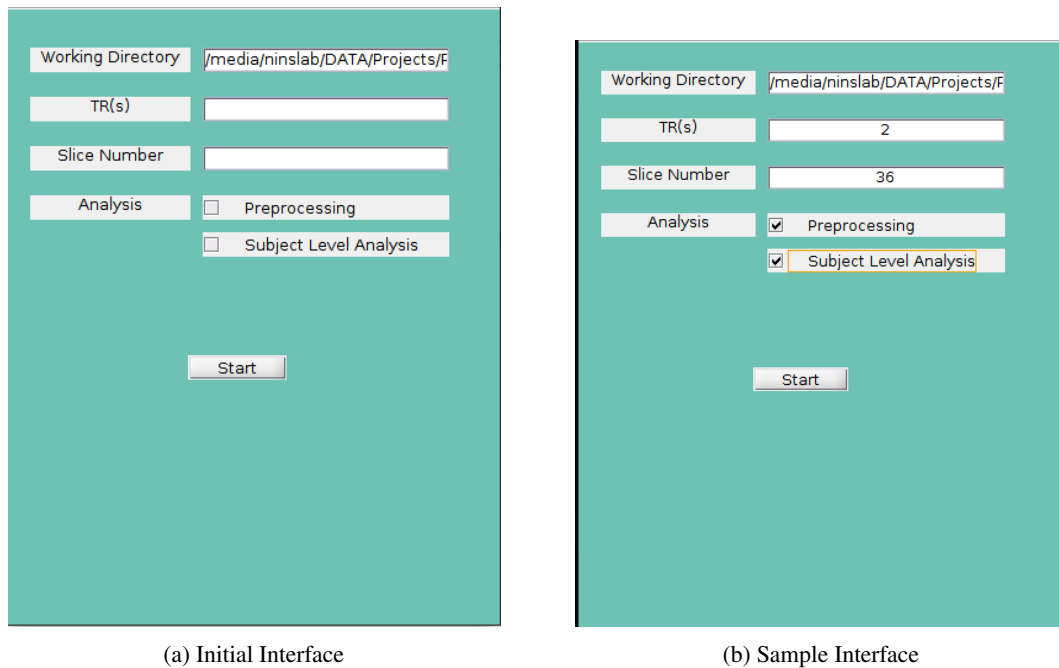 Working Directory /media/ninslab/DATA/Projects/F
TR(s)
Slice Number
Analysis Preprocessing
Subject Level Analysis
Start
(a) Initial Interface
Working Directory /media/ninslab/DATA/Projects/F
TR(s) 2
Slice Number 36
Analysis Preprocessing
Subject Level Analysis
Start
(b) Sample Interface